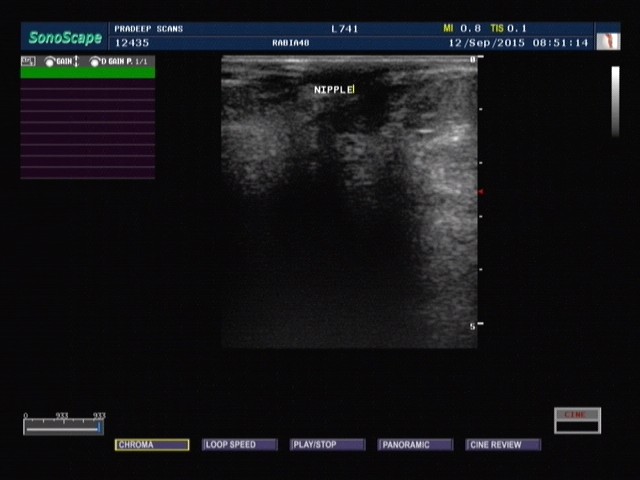 SonoScape
PRADEEP SCANS L741 MI 0.8 TIS 0.1
12435 RABIA48 12/Sep/2015 08:51:14
GAIN D GAIN P. 1/1
0
NIPPLE
5
0 933 933
CINE
CHROMA LOOP SPEED PLAY/STOP PANORAMIC CINE REVIEW